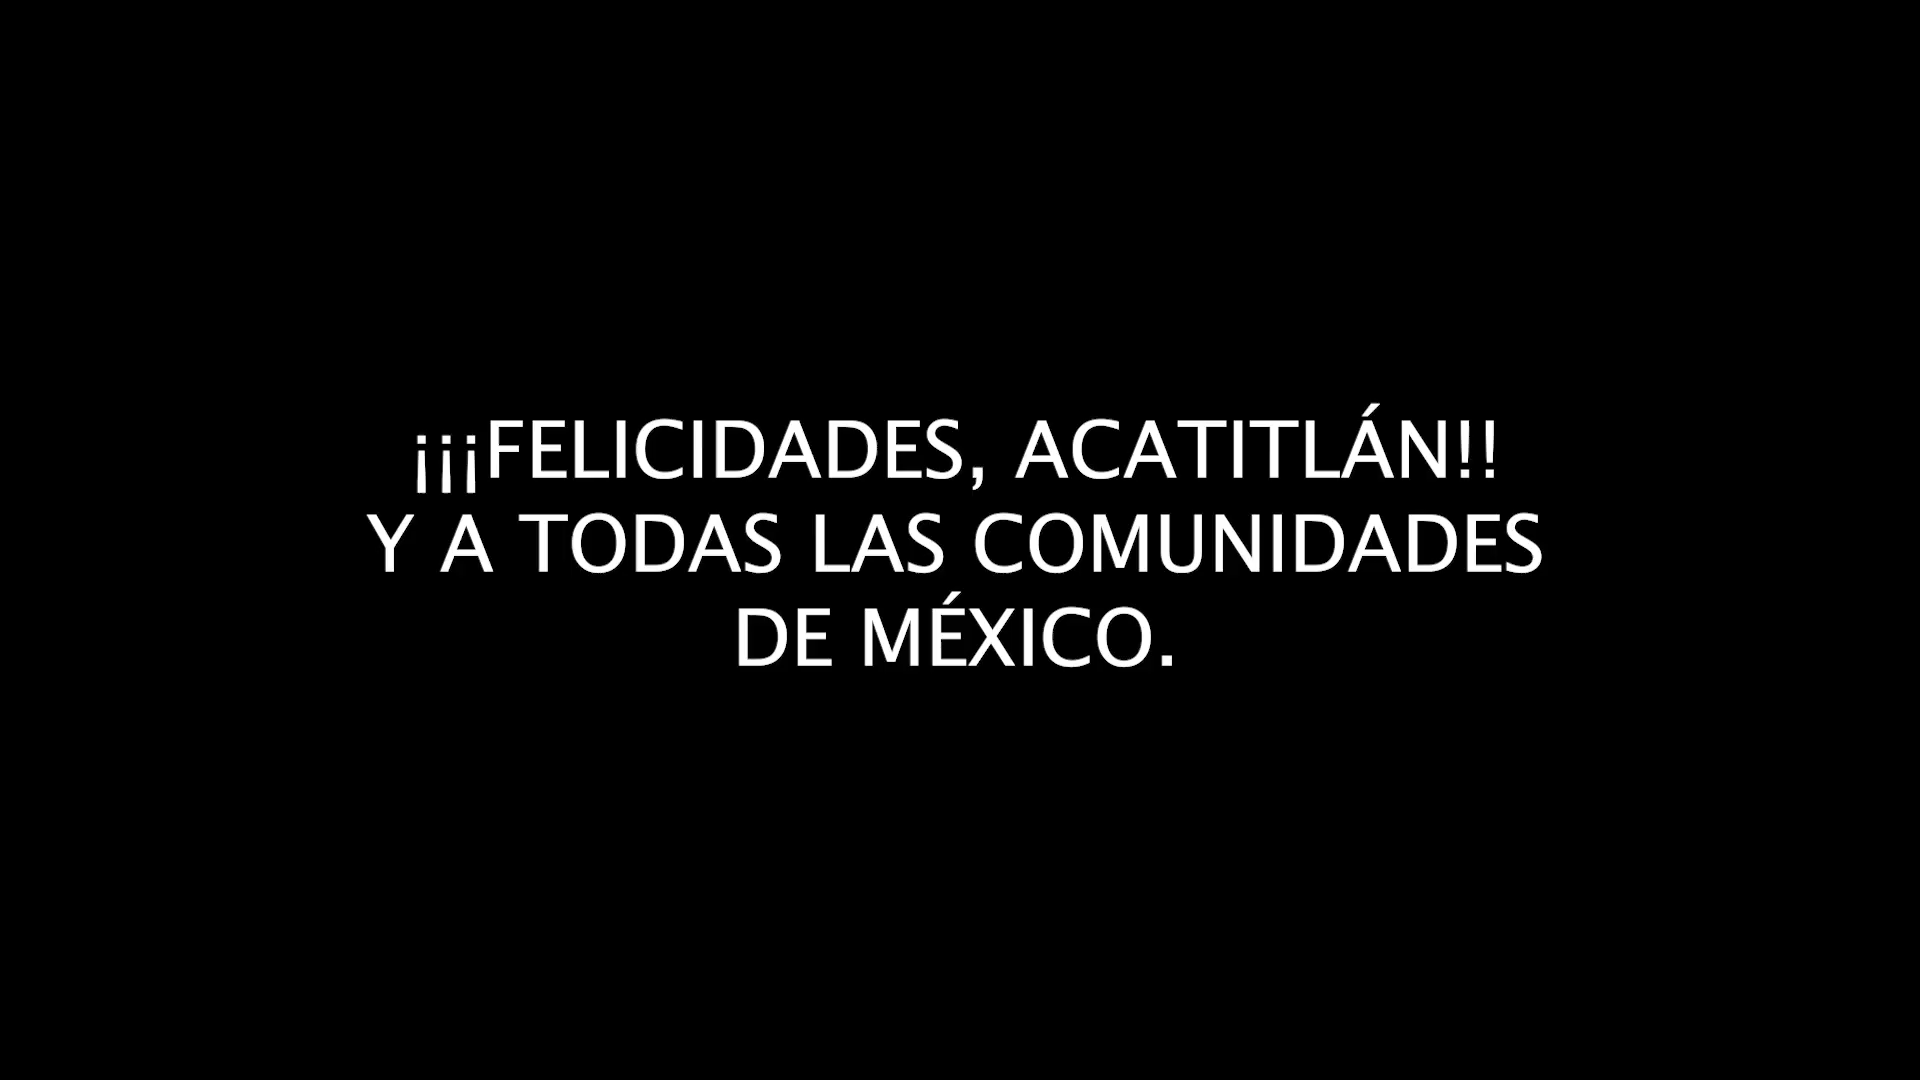 ¡¡¡FELICIDADES, ACATITLÁN!!
Y A TODAS LAS COMUNIDADES
DE MÉXICO.